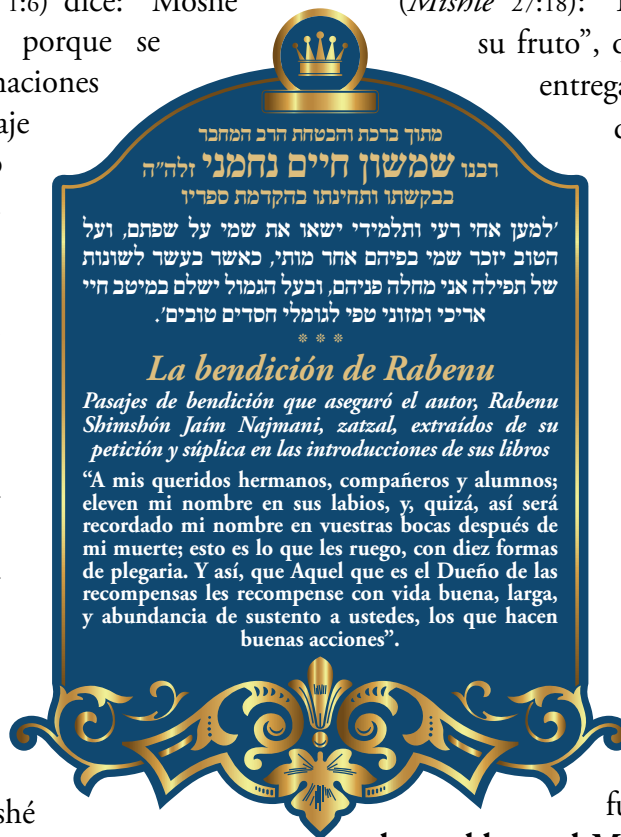 1:6) dice: "Moshé
porque se
naciones
aje
(Mishlé 27:18):
su fruto", 
entrega
מתוך ברכת והבטחת הרב המחבר
רבנו שמשון חיים נחמני זלה״ה
בבקשתו ותחינתו בהקדמת ספריו
'למען אחי רעי ותלמידי ישאו את שמי על שפתם, ועל
הטוב יזכר שמי בפיהם אחר מותי, כאשר בעשר לשונות
של תפילה אני מחלה פניהם, ובעל הגמול ישלם במיטב חיי
אריכי ומזוני טפי לגומלי חסדים טובים'.
* * *
La bendición de Rabenu
Pasajes de bendición que aseguró el autor, Rabenu
Shimshón Jaím Najmani, zatzal, extraídos de su
petición y súplica en las introducciones de sus libros
“A mis queridos hermanos, compañeros y alumnos;
eleven mi nombre en sus labios, y, quizá, así será
recordado mi nombre en vuestras bocas después de
mi muerte; esto es lo que les ruego, con diez formas
de plegaria. Y así, que Aquel que es el Dueño de las
recompensas les recompense con vida buena, larga,
y abundancia de sustento a ustedes, los que hacen
buenas acciones”.
shé
fu